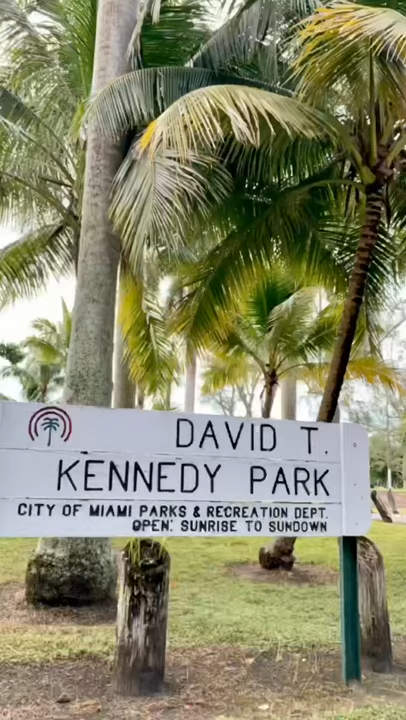 DAVID T.
KENNEDY PARK
CITY OF MIAMI PARKS & RECREATION DEPT.
OPEN: SUNRISE TO SUNDOWN